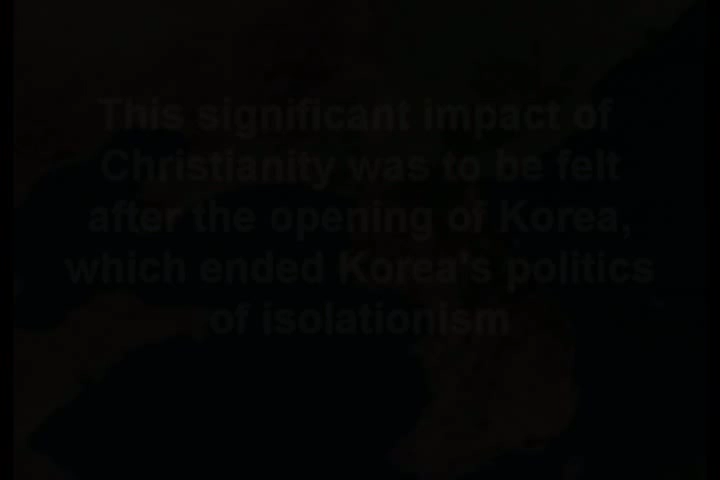 This significant impact of
Christianity was to be felt
after the opening of Korea,
which ended Korea's politics
of isolationism